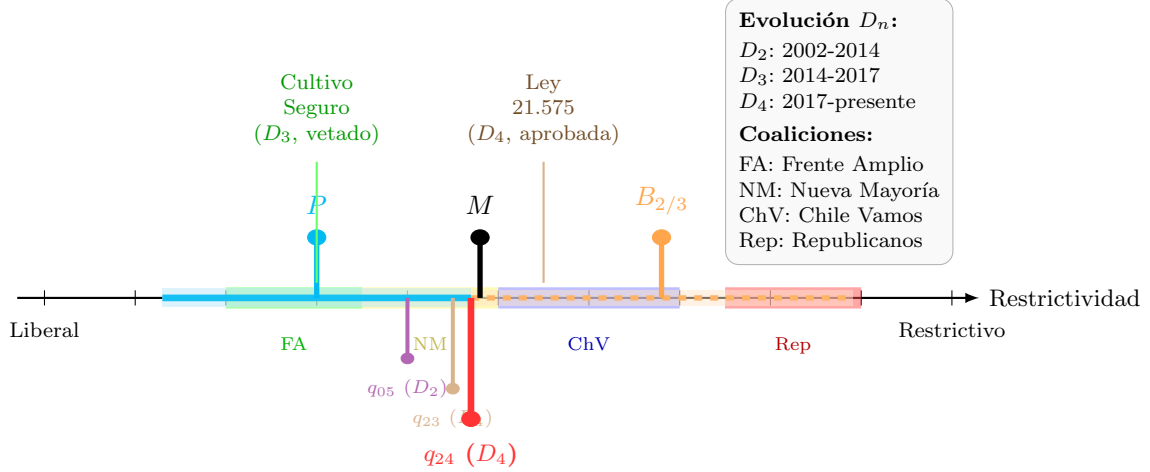 Evolución Dₙ:
D₂: 2002-2014
D₃: 2014-2017
D₄: 2017-presente
Coaliciones:
FA: Frente Amplio
NM: Nueva Mayoría
ChV: Chile Vamos
Rep: Republicanos
Cultivo
Seguro
(D₃, vetado)
Ley
21.575
(D₄, aprobada)
P
M
B₂/₃
Restrictividad
Liberal
Restrictivo
FA
NM
ChV
Rep
q₀₅ (D₂)
q₂₃
q₂₄ (D₄)